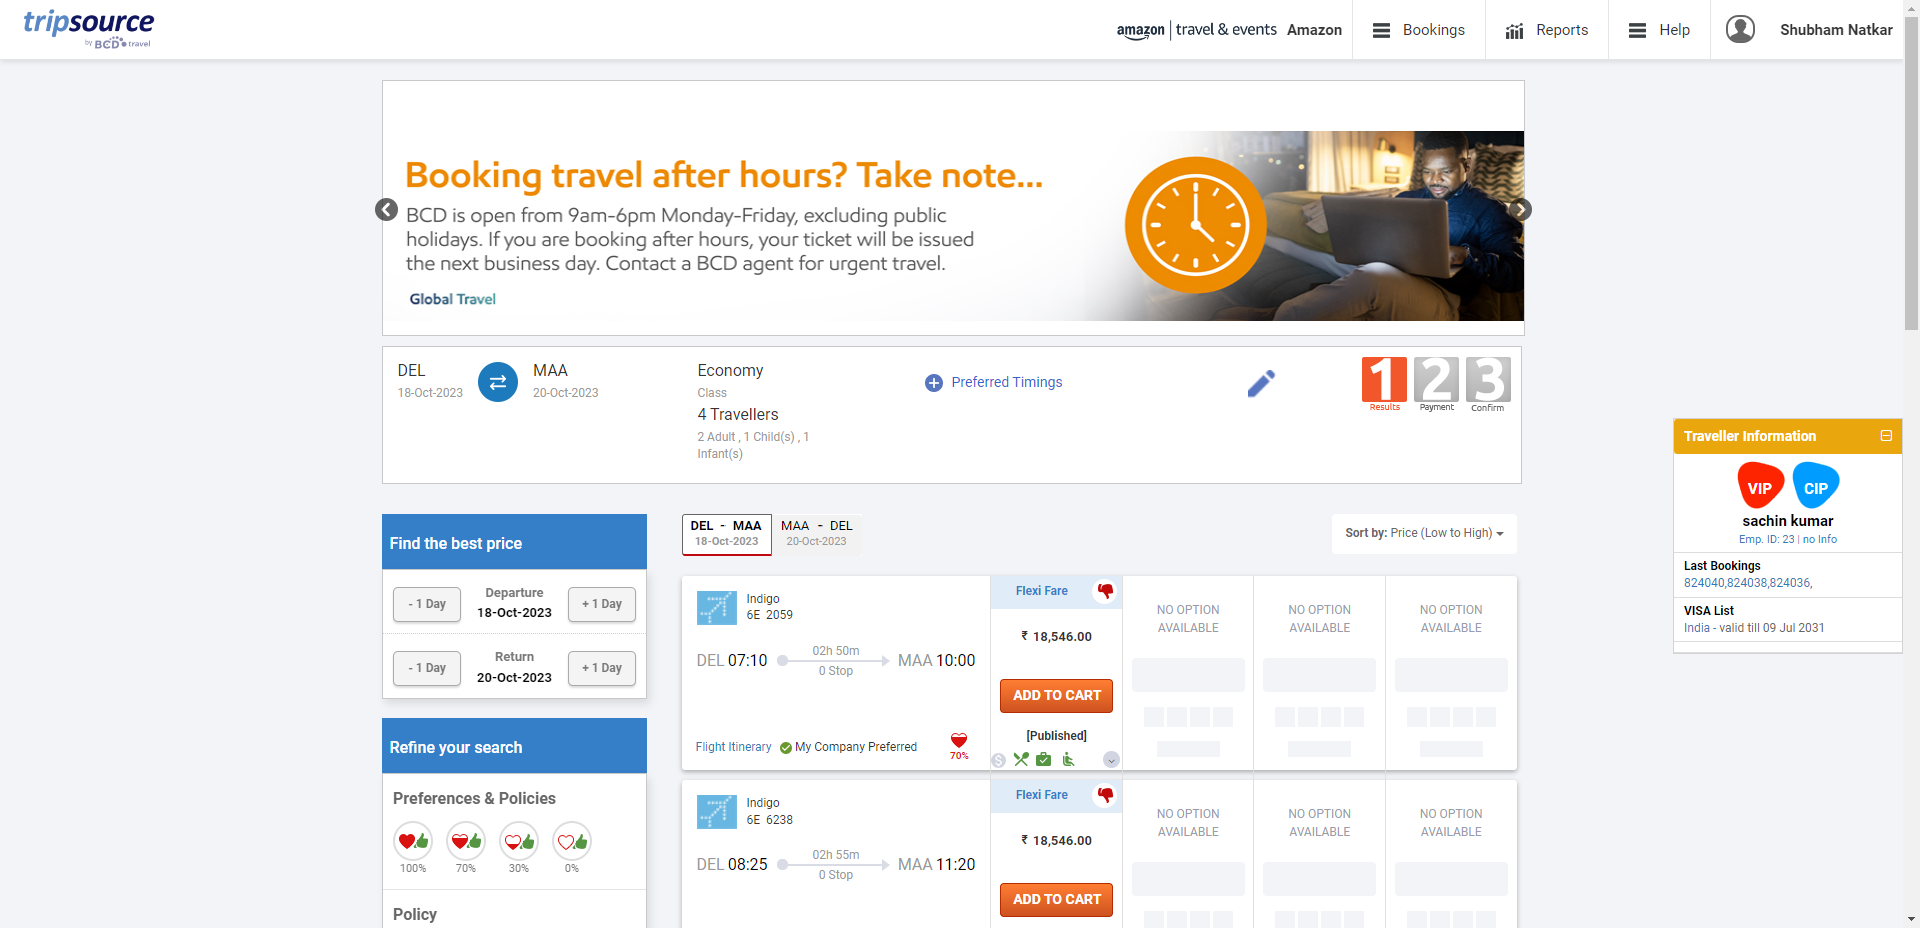 tripsource
by BCD travel
amazon | travel & events Amazon
Bookings
Reports
Help
Shubham Natkar
Booking travel after hours? Take note...
BCD is open from 9am-6pm Monday-Friday, excluding public
holidays. If you are booking after hours, your ticket will be issued
the next business day. Contact a BCD agent for urgent travel.
Global Travel
DEL
18-Oct-2023
MAA
20-Oct-2023
Economy
Class
4 Travellers
2 Adult , 1 Child(s) , 1
Infant(s)
Preferred Timings
1 2 3
Results Payment Confirm
Traveller Information
VIP CIP
sachin kumar
Emp. ID: 23 | no Info
Last Bookings
824040,824038,824036,
VISA List
India - valid till 09 Jul 2031
Find the best price
- 1 Day
Departure
18-Oct-2023
+ 1 Day
- 1 Day
Return
20-Oct-2023
+ 1 Day
Refine your search
Preferences & Policies
100% 70% 30% 0%
Policy
DEL - MAA
18-Oct-2023
MAA - DEL
20-Oct-2023
Sort by: Price (Low to High)
Indigo
6E 2059
DEL 07:10
02h 50m
0 Stop
MAA 10:00
Flight Itinerary
My Company Preferred
70%
Flexi Fare
₹ 18,546.00
ADD TO CART
[Published]
NO OPTION
AVAILABLE
NO OPTION
AVAILABLE
NO OPTION
AVAILABLE
Indigo
6E 6238
DEL 08:25
02h 55m
0 Stop
MAA 11:20
Flexi Fare
₹ 18,546.00
ADD TO CART
NO OPTION
AVAILABLE
NO OPTION
AVAILABLE
NO OPTION
AVAILABLE